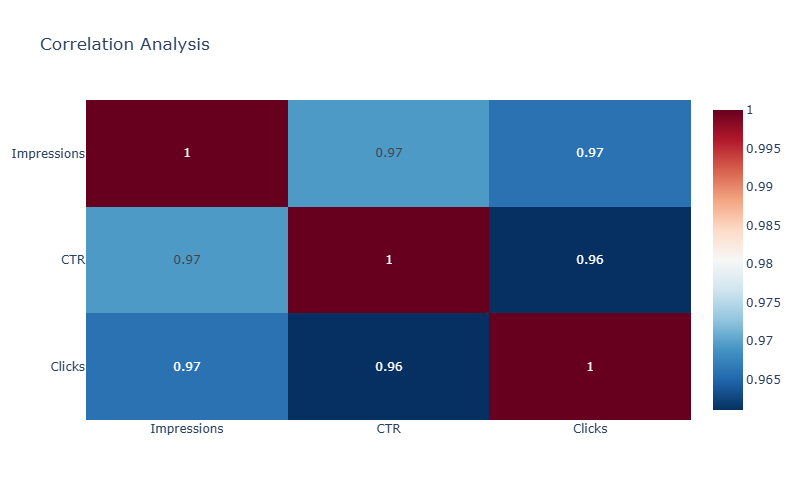 Correlation Analysis
Impressions
1
0.97
0.97
CTR
0.97
1
0.96
Clicks
0.97
0.96
1
Impressions
CTR
Clicks
1
0.995
0.99
0.985
0.98
0.975
0.97
0.965